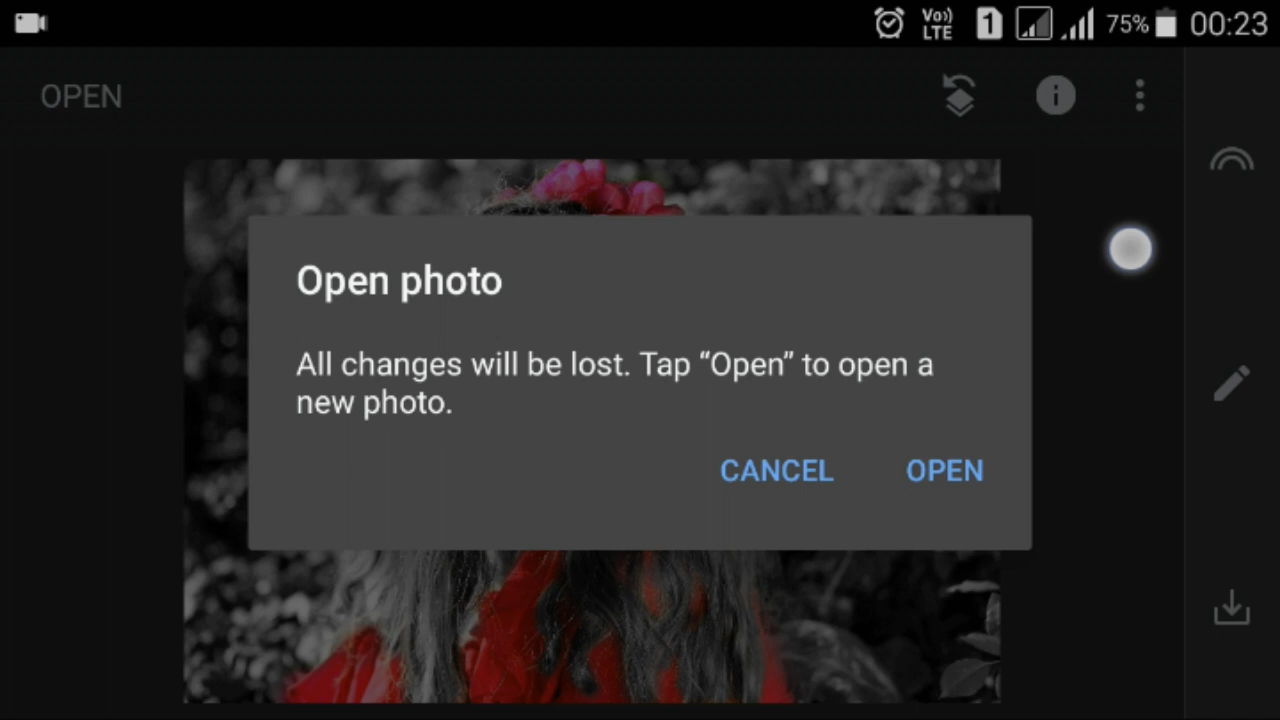 Vo))
LTE
1
75%
00:23
OPEN
Open photo
All changes will be lost. Tap “Open” to open a
new photo.
CANCEL
OPEN